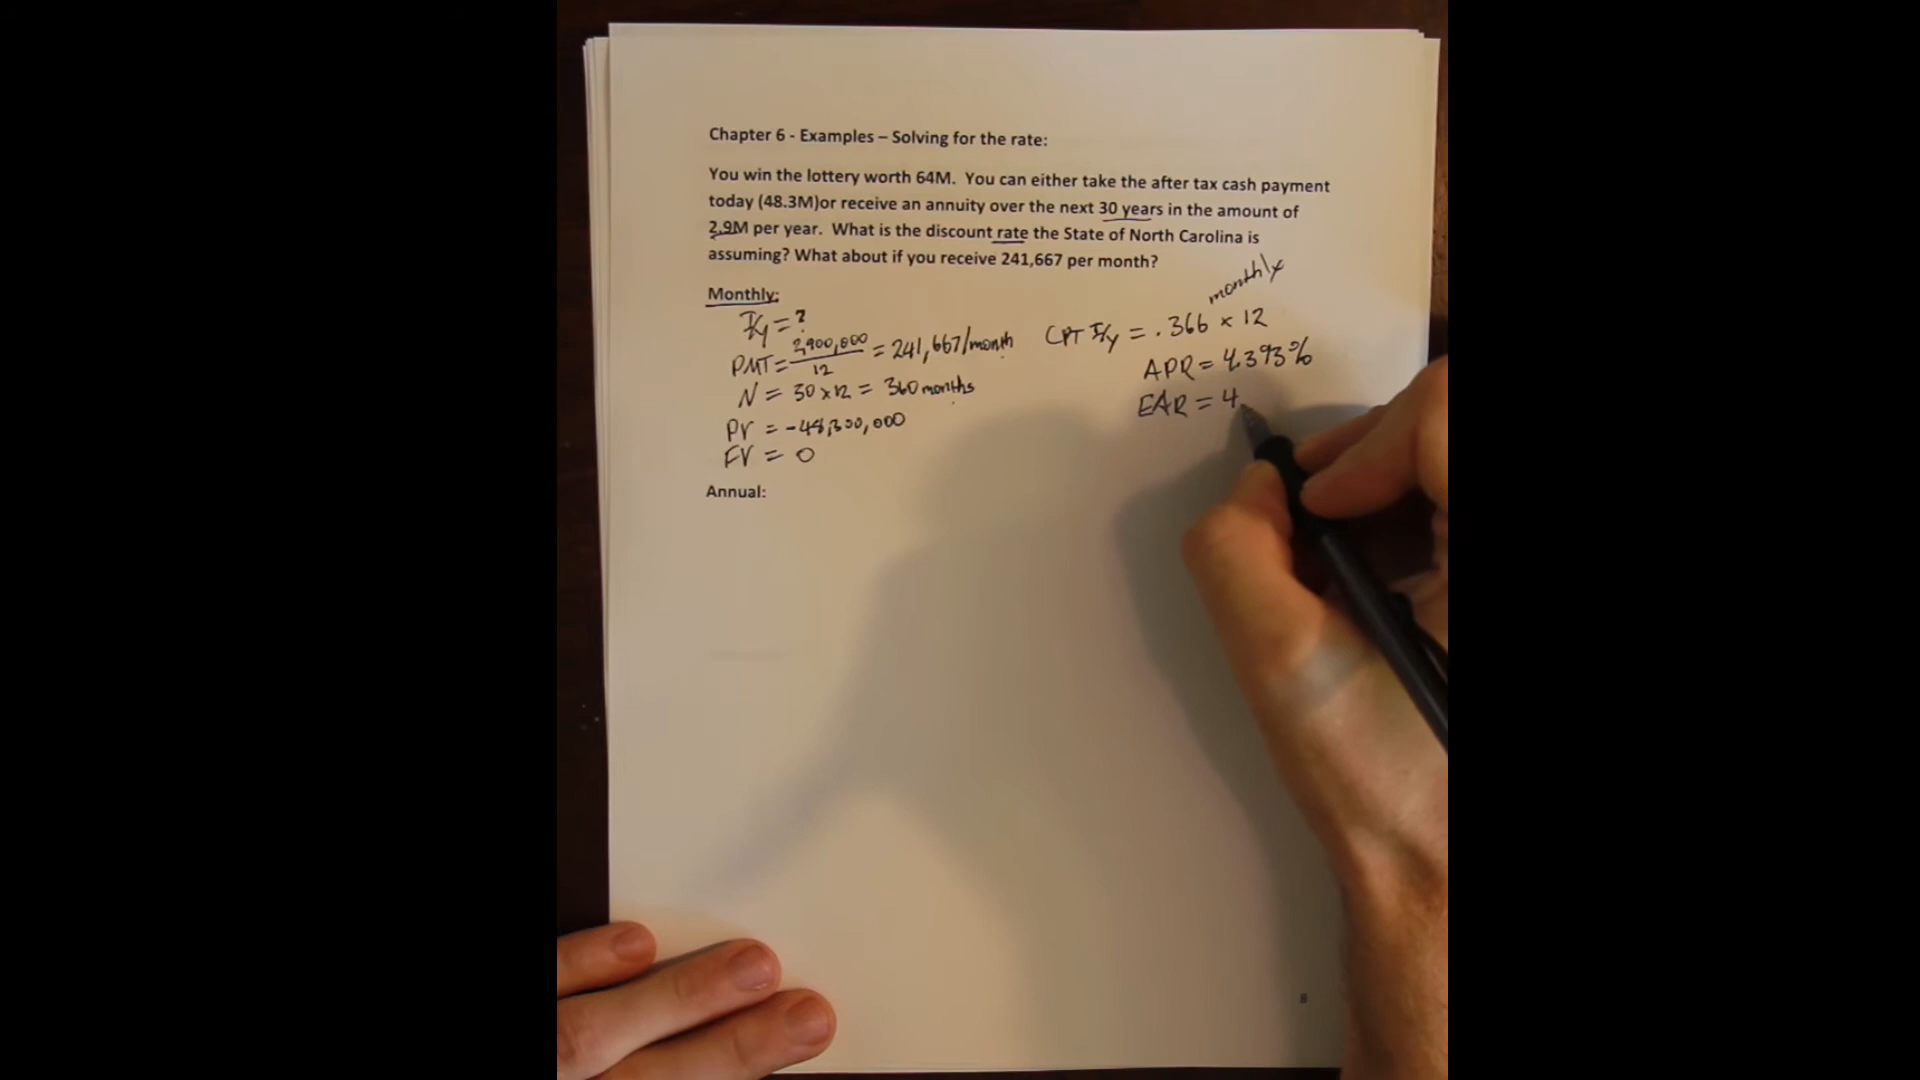 Chapter 6 - Examples – Solving for the rate:
You win the lottery worth 64M. You can either take the after tax cash payment
today (48.3M)or receive an annuity over the next 30 years in the amount of
2.9M per year. What is the discount rate the State of North Carolina is
assuming? What about if you receive 241,667 per month?
Monthly:
I/y = ?
PMT = 2,900,000 / 12 = 241,667/month
N = 30 x 12 = 360 months
PV = -48,300,000
FV = 0
monthly
CPT I/y = .366 x 12
APR = 4.393%
EAR = 4
Annual:
8